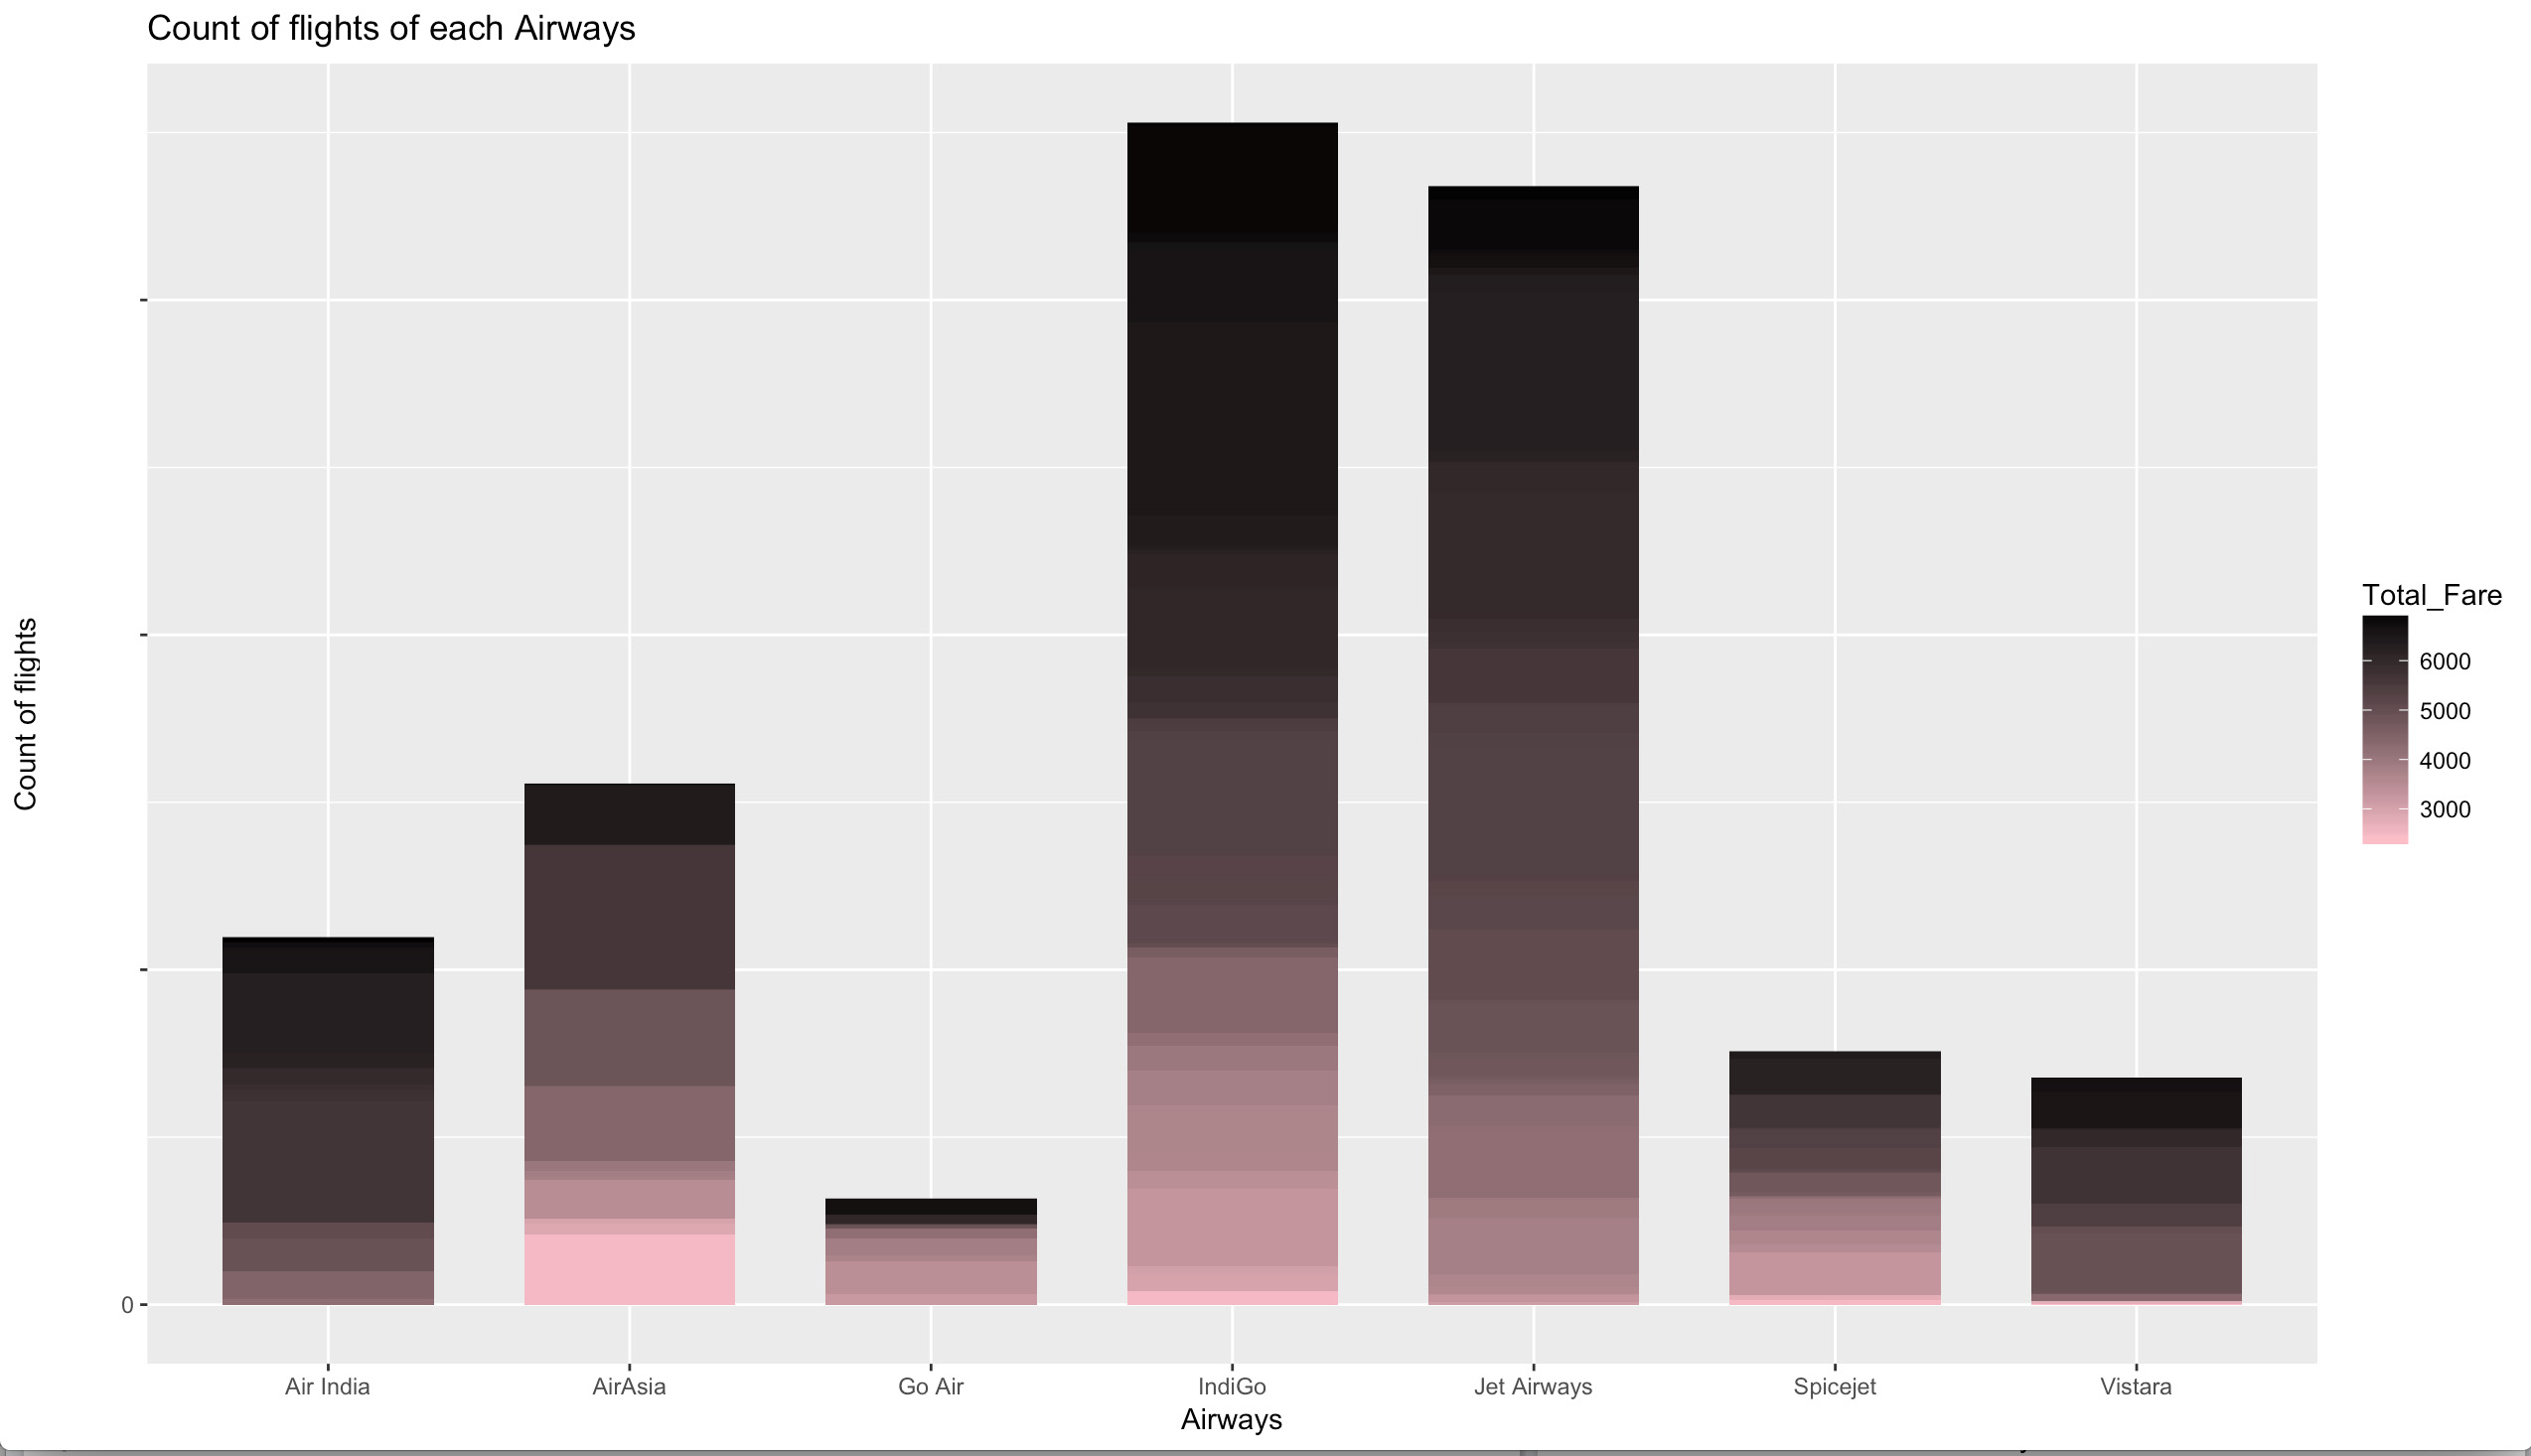 Count of flights of each Airways
Count of flights
0
Air India
AirAsia
Go Air
IndiGo
Jet Airways
Spicejet
Vistara
Airways
Total_Fare
6000
5000
4000
3000